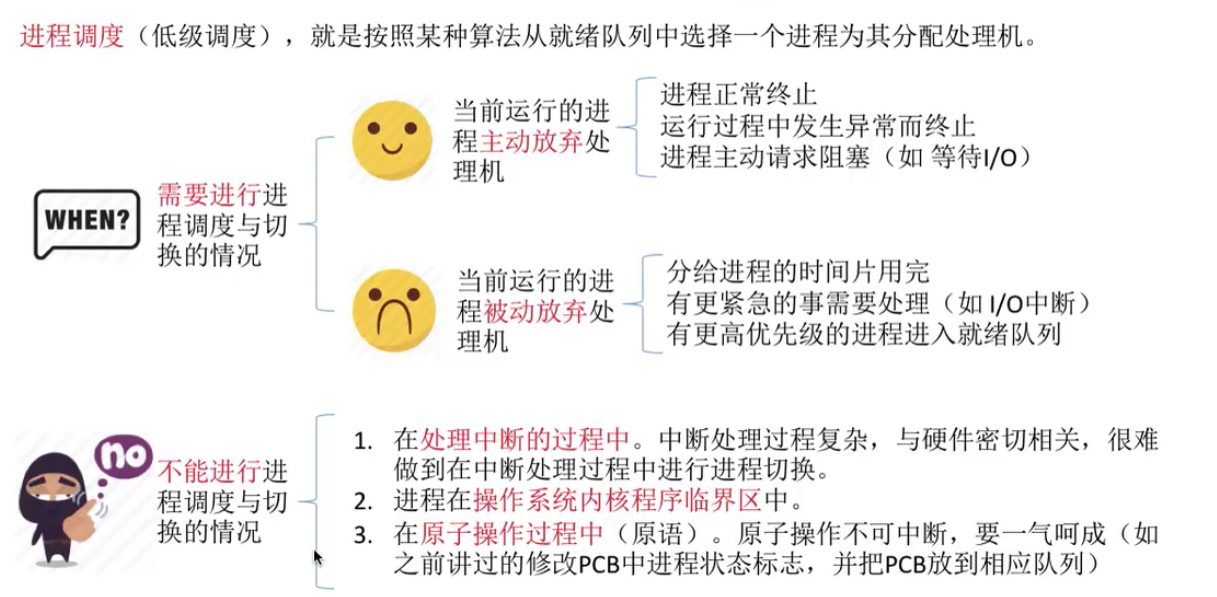 进程调度（低级调度），就是按照某种算法从就绪队列中选择一个进程为其分配处理机。
WHEN?
需要进行进
程调度与切
换的情况
当前运行的进
程主动放弃处
理机
进程正常终止
运行过程中发生异常而终止
进程主动请求阻塞（如 等待I/O）
当前运行的进
程被动放弃处
理机
分给进程的时间片用完
有更紧急的事需要处理（如 I/O中断）
有更高优先级的进程进入就绪队列
no
不能进行进
程调度与切
换的情况
1. 在处理中断的过程中。中断处理过程复杂，与硬件密切相关，很难
做到在中断处理过程中进行进程切换。
2. 进程在操作系统内核程序临界区中。
3. 在原子操作过程中（原语）。原子操作不可中断，要一气呵成（如
之前讲过的修改PCB中进程状态标志，并把PCB放到相应队列）